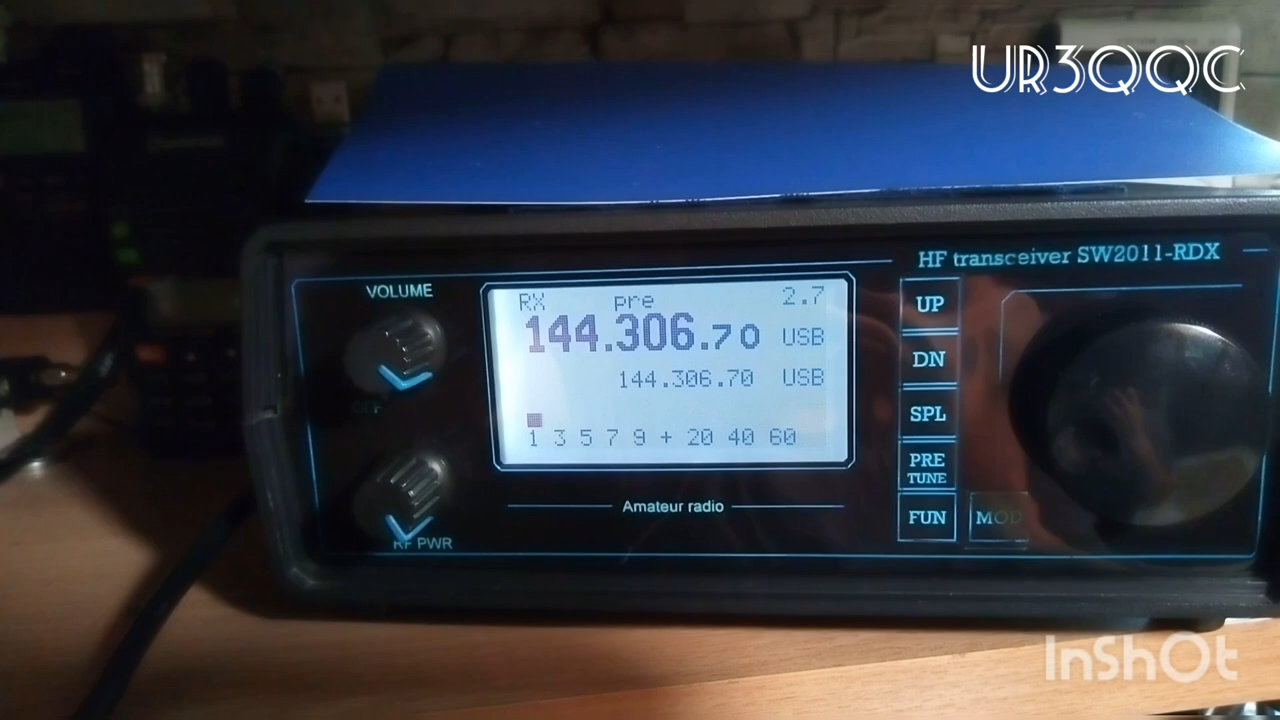 UR3QQC
HF transceiver SW2011-RDX
VOLUME
RX pre 2.7
144.306.70 USB
144.306.70 USB
1 3 5 7 9 + 20 40 60
UP
DN
SPL
PRE
TUNE
FUN
MOD
Amateur radio
RF PWR
InShOt